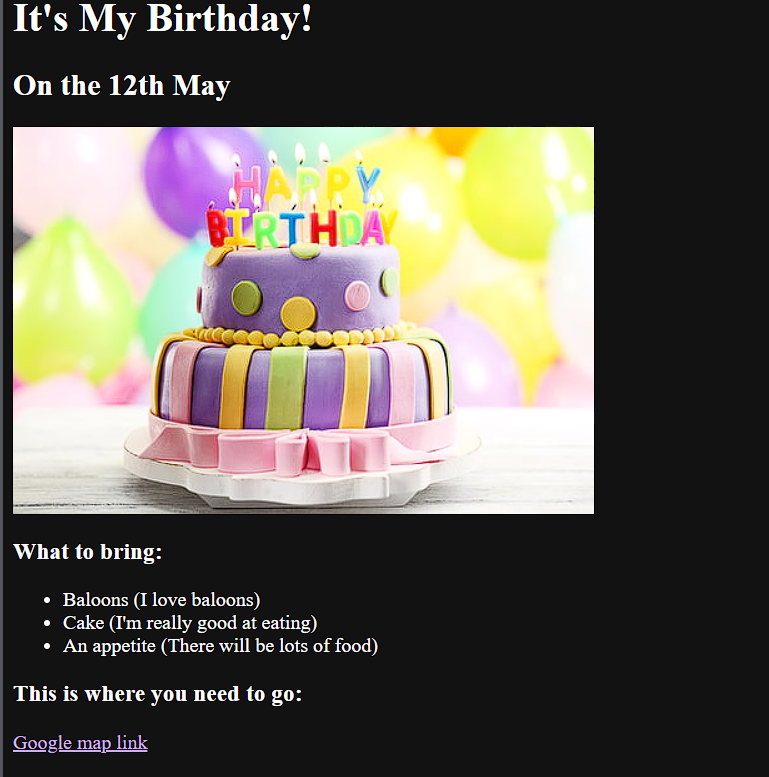 It's My Birthday!
On the 12th May
HAPPY
BIRTHDAY
What to bring:
Baloons (I love baloons)
Cake (I'm really good at eating)
An appetite (There will be lots of food)
This is where you need to go:
Google map link